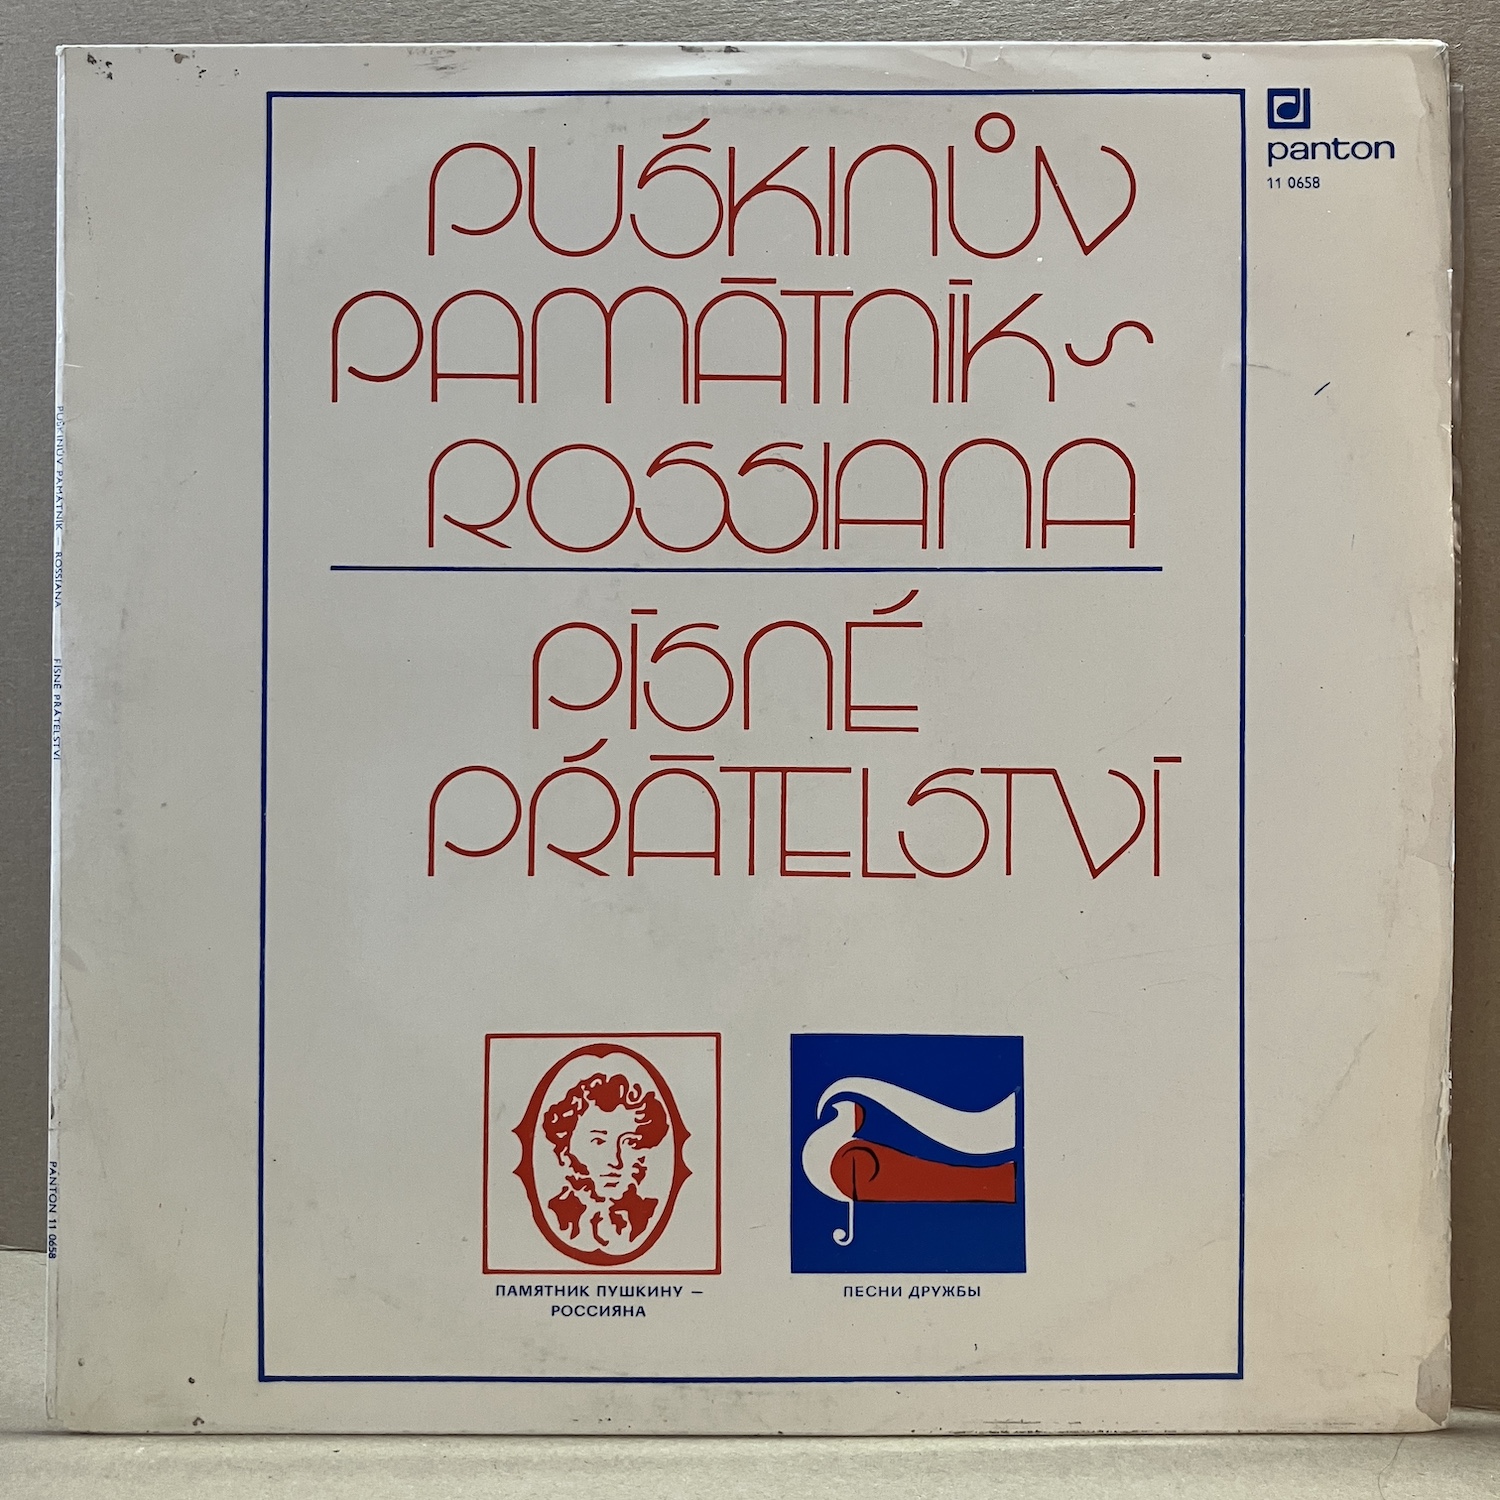 PUŠKINŮV
PAMÁTNÍK ~
ROSSIANA
PÍSNĚ
PŘÁTELSTVÍ
panton
11 0658
ПАМЯТНИК ПУШКИНУ –
РОССИЯНА
ПЕСНИ ДРУЖБЫ
PUŠKINŮV PAMÁTNÍK – ROSSIANA PÍSNĚ PŘÁTELSTVÍ
PANTON 11 0658